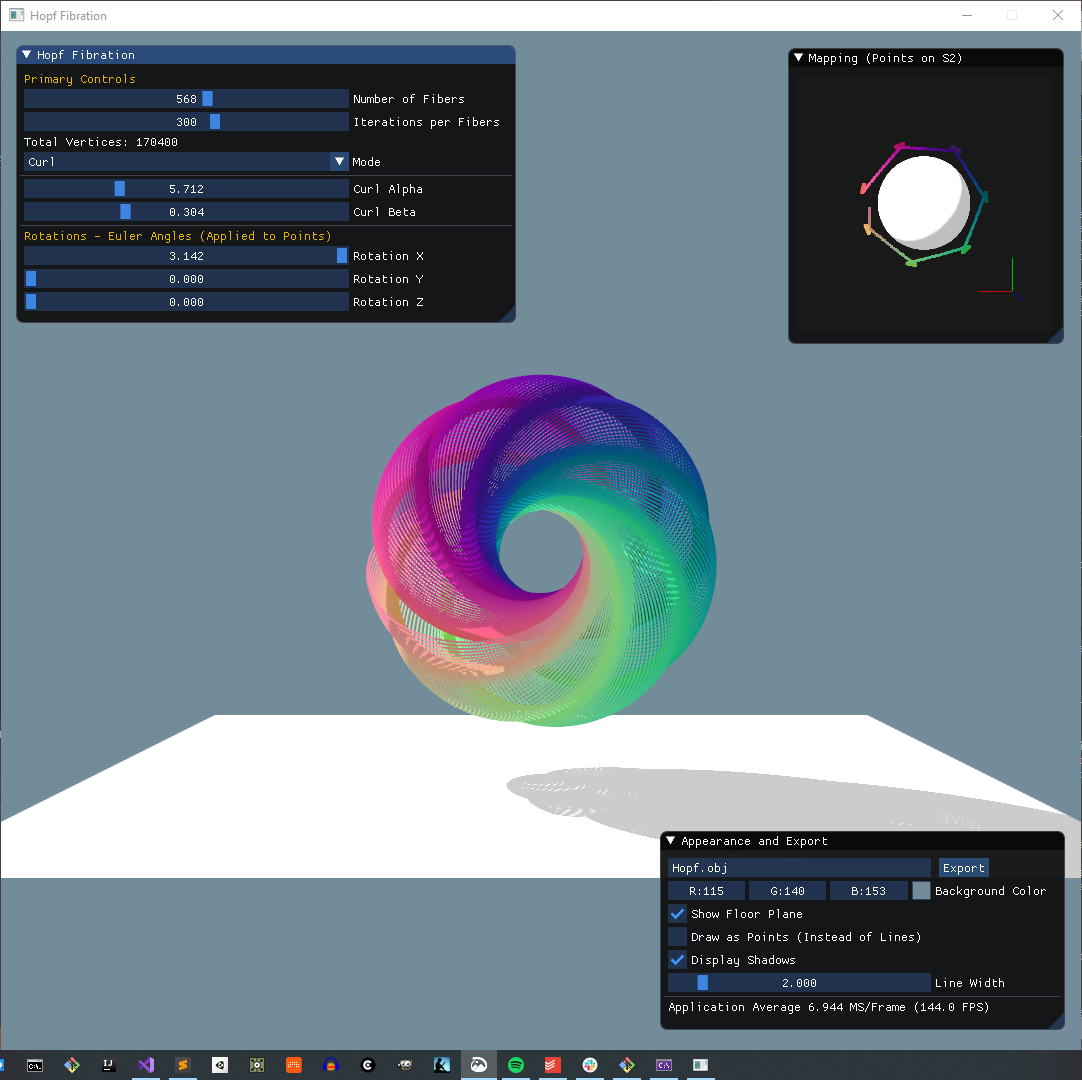 Hopf Fibration
Hopf Fibration
Primary Controls
568 Number of Fibers
300 Iterations per Fibers
Total Vertices: 170400
Curl Mode
5.712 Curl Alpha
0.304 Curl Beta
Rotations - Euler Angles (Applied to Points)
3.142 Rotation X
0.000 Rotation Y
0.000 Rotation Z
Mapping (Points on S2)
Appearance and Export
Hopf.obj Export
R:115 G:140 B:153 Background Color
Show Floor Plane
Draw as Points (Instead of Lines)
Display Shadows
2.000 Line Width
Application Average 6.944 MS/Frame (144.0 FPS)